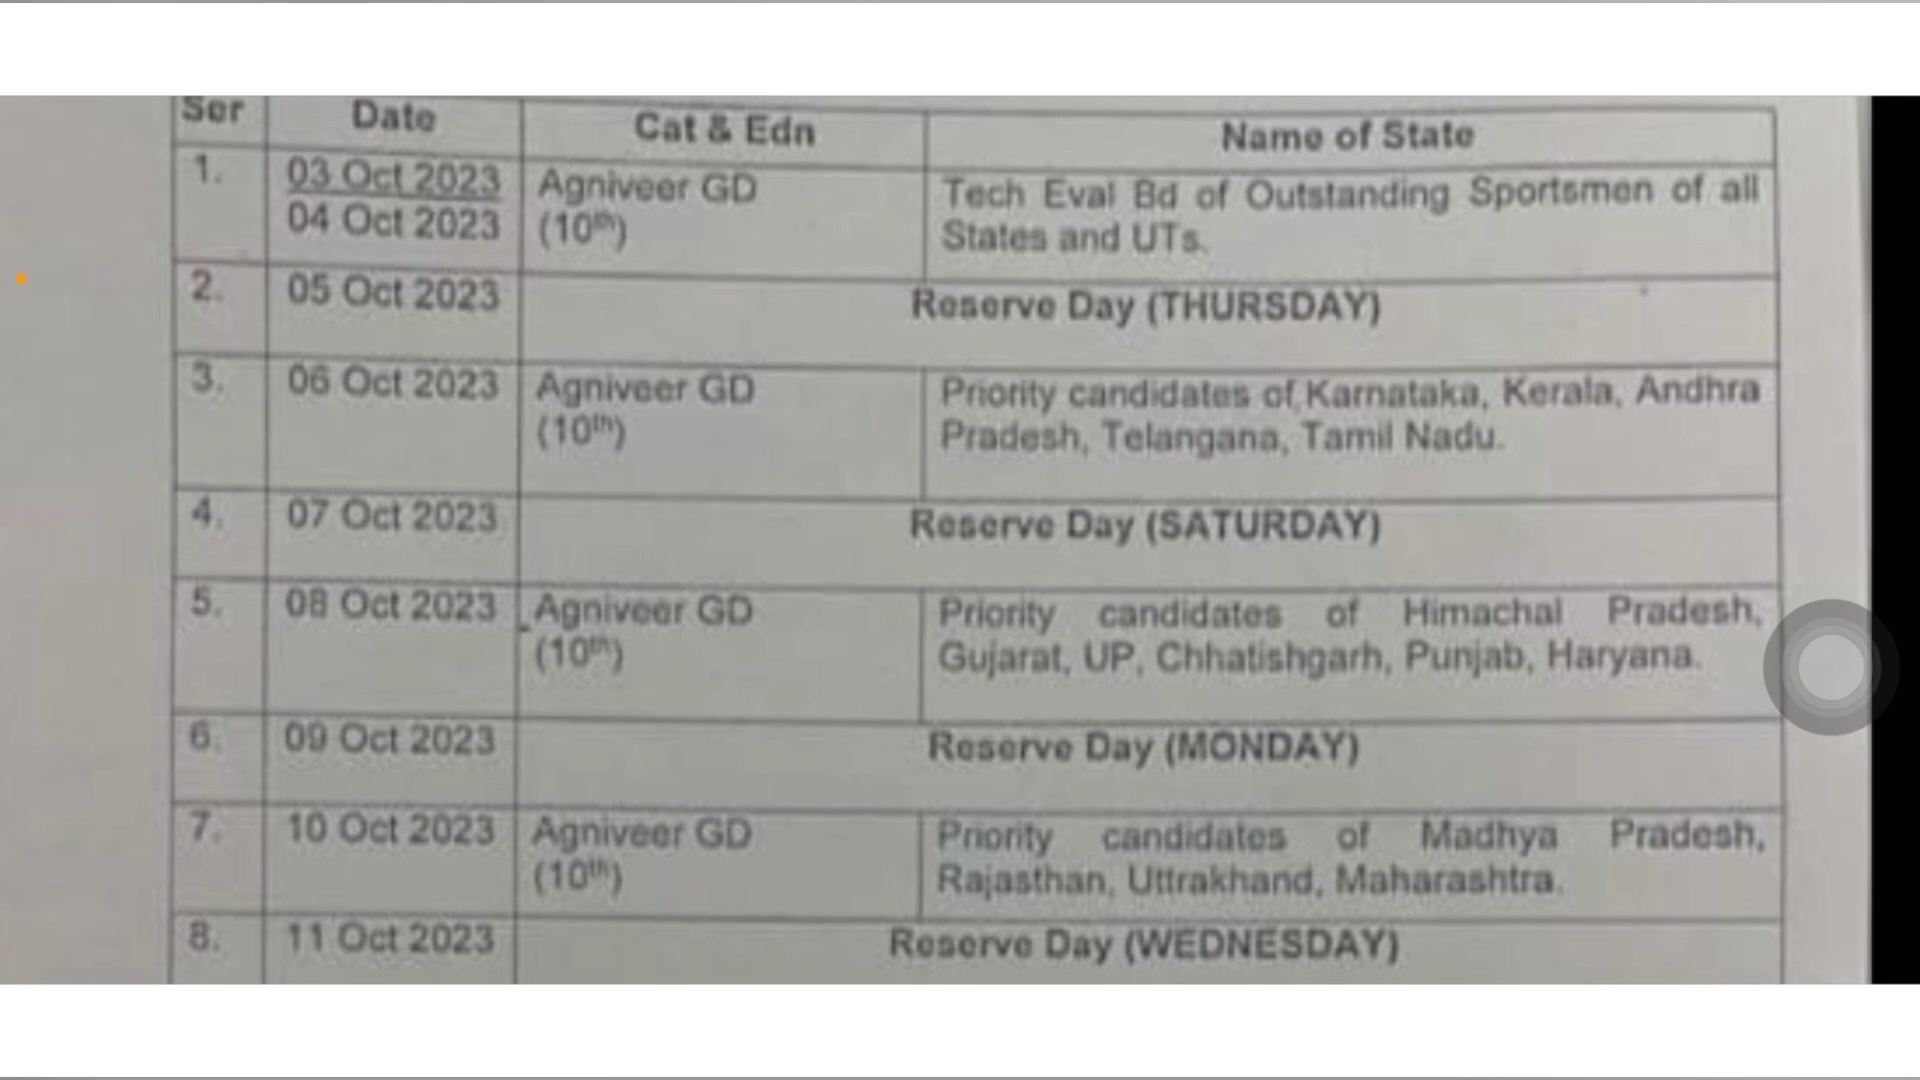 Ser Date Cat & Edn Name of State
1. 03 Oct 2023 Agniveer GD Tech Eval Bd of Outstanding Sportsmen of all
04 Oct 2023 (10th) States and UTs.
2. 05 Oct 2023 Reserve Day (THURSDAY)
3. 06 Oct 2023 Agniveer GD Priority candidates of Karnataka, Kerala, Andhra
(10th) Pradesh, Telangana, Tamil Nadu.
4. 07 Oct 2023 Reserve Day (SATURDAY)
5. 08 Oct 2023 Agniveer GD Priority candidates of Himachal Pradesh,
(10th) Gujarat, UP, Chhatishgarh, Punjab, Haryana.
6. 09 Oct 2023 Reserve Day (MONDAY)
7. 10 Oct 2023 Agniveer GD Priority candidates of Madhya Pradesh,
(10th) Rajasthan, Uttrakhand, Maharashtra.
8. 11 Oct 2023 Reserve Day (WEDNESDAY)